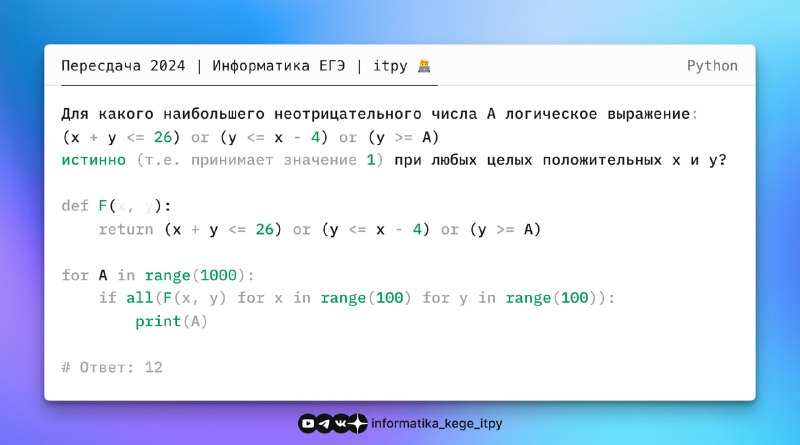 Пересдача 2024 | Информатика ЕГЭ | itpy 👨‍💻
Python
Для какого наибольшего неотрицательного числа A логическое выражение:
(x + y <= 26) or (y <= x - 4) or (y >= A)
истинно (т.е. принимает значение 1) при любых целых положительных x и y?
def F(x, y):
    return (x + y <= 26) or (y <= x - 4) or (y >= A)
for A in range(1000):
    if all(F(x, y) for x in range(100) for y in range(100)):
        print(A)
# Ответ: 12
informatika_kege_itpy